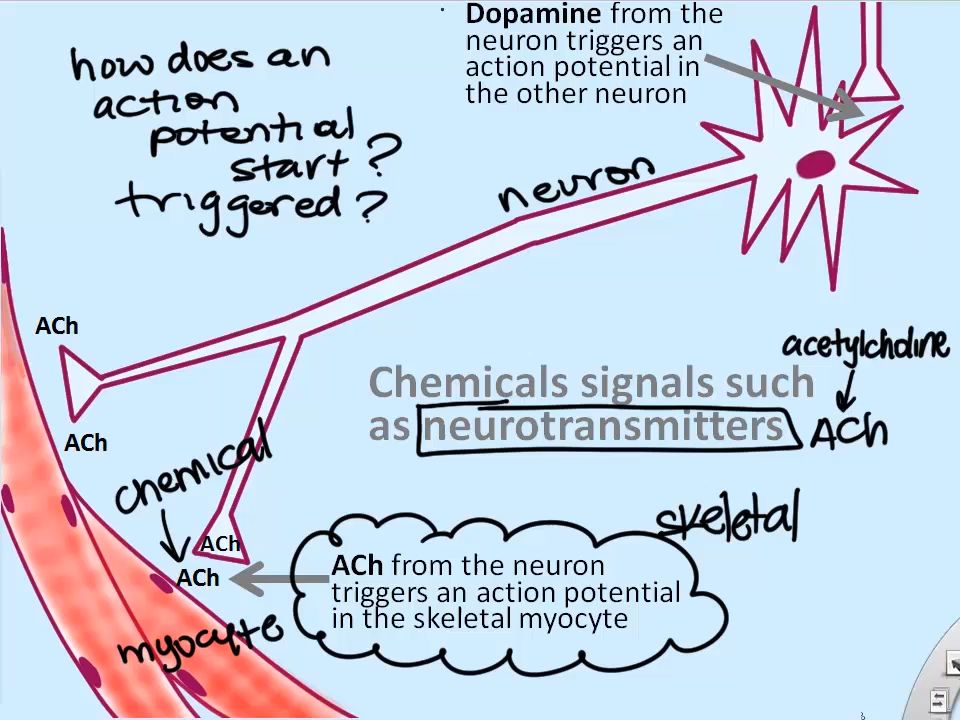 Dopamine from the
neuron triggers an
action potential in
the other neuron
how does an
action
potential
start ?
triggered ?
neuron
ACh
ACh
acetylcholine
Chemicals signals such
as neurotransmitters
ACh
chemical
skeletal
ACh
ACh
ACh from the neuron
triggers an action potential
in the skeletal myocyte
myocyte